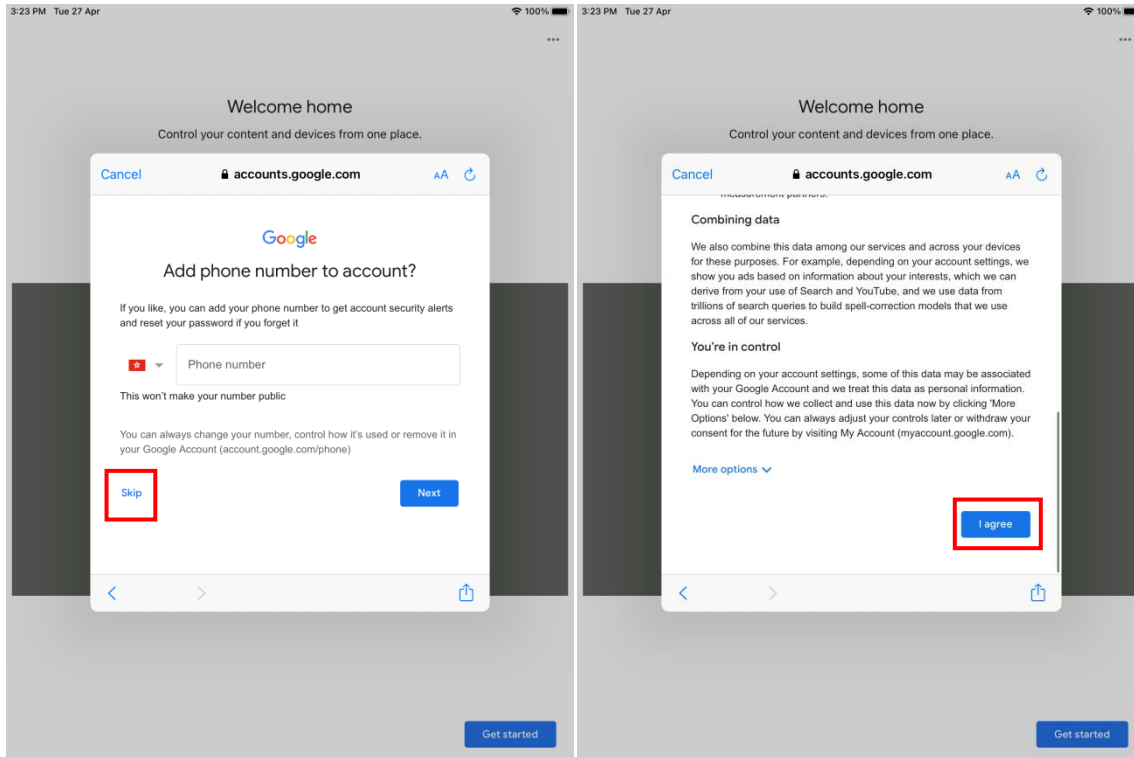 3:23 PM Tue 27 Apr
100%
Welcome home
Control your content and devices from one place.
Cancel
accounts.google.com
AA
Google
Add phone number to account?
If you like, you can add your phone number to get account security alerts
and reset your password if you forget it
Phone number
This won't make your number public
You can always change your number, control how it's used or remove it in
your Google Account (account.google.com/phone)
Skip
Next
Get started
3:23 PM Tue 27 Apr
100%
Welcome home
Control your content and devices from one place.
Cancel
accounts.google.com
AA
measurement partners.
Combining data
We also combine this data among our services and across your devices
for these purposes. For example, depending on your account settings, we
show you ads based on information about your interests, which we can
derive from your use of Search and YouTube, and we use data from
trillions of search queries to build spell-correction models that we use
across all of our services.
You're in control
Depending on your account settings, some of this data may be associated
with your Google Account and we treat this data as personal information.
You can control how we collect and use this data now by clicking 'More
Options' below. You can always adjust your controls later or withdraw your
consent for the future by visiting My Account (myaccount.google.com).
More options
I agree
Get started